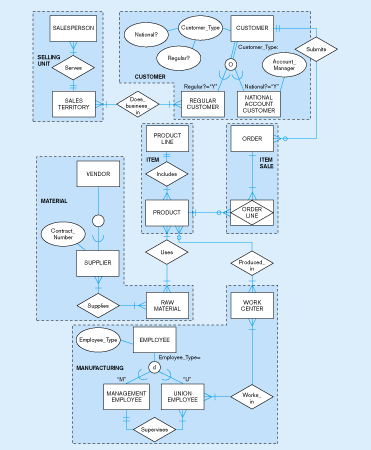 SALESPERSON
SELLING
UNIT
Serves
SALES
TERRITORY
National?
Customer_Type
CUSTOMER
Regular?
CUSTOMER
Customer_Type:
O
Account_
Manager
Submits
Regular?="Y"
National?="Y"
Does_
business_
in
REGULAR
CUSTOMER
NATIONAL
ACCOUNT
CUSTOMER
PRODUCT
LINE
ORDER
ITEM
ITEM
SALE
Includes
VENDOR
MATERIAL
PRODUCT
ORDER
LINE
Contract_
Number
SUPPLIER
Uses
Produced_
in
Supplies
RAW
MATERIAL
WORK
CENTER
Employee_Type
EMPLOYEE
Employee_Type=
MANUFACTURING
d
"M"
"U"
MANAGEMENT
EMPLOYEE
UNION
EMPLOYEE
Works_
in
Supervises